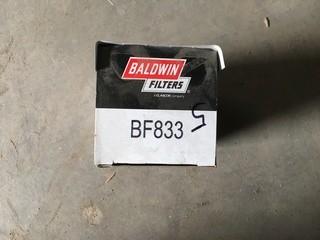 BALDWIN
FILTERS
A CLARCOR company
BF833
5